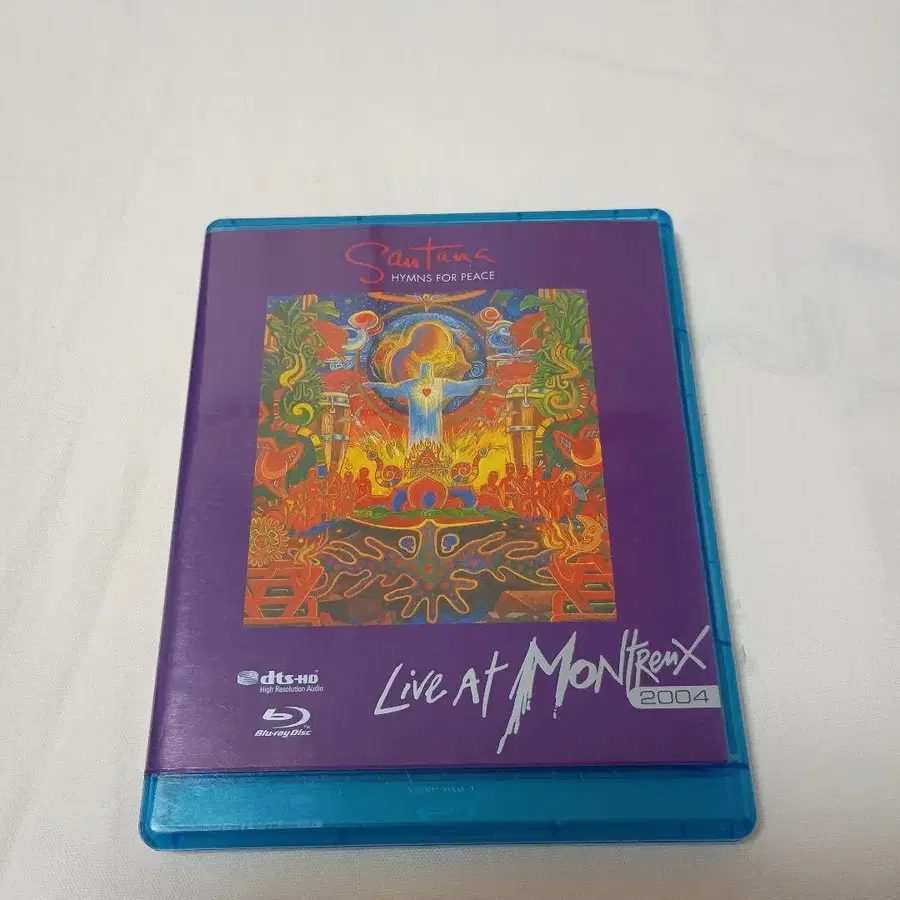 Santana
HYMNS FOR PEACE
dts-HD
High Resolution Audio
Blu-ray Disc
Live At Montreux
2004